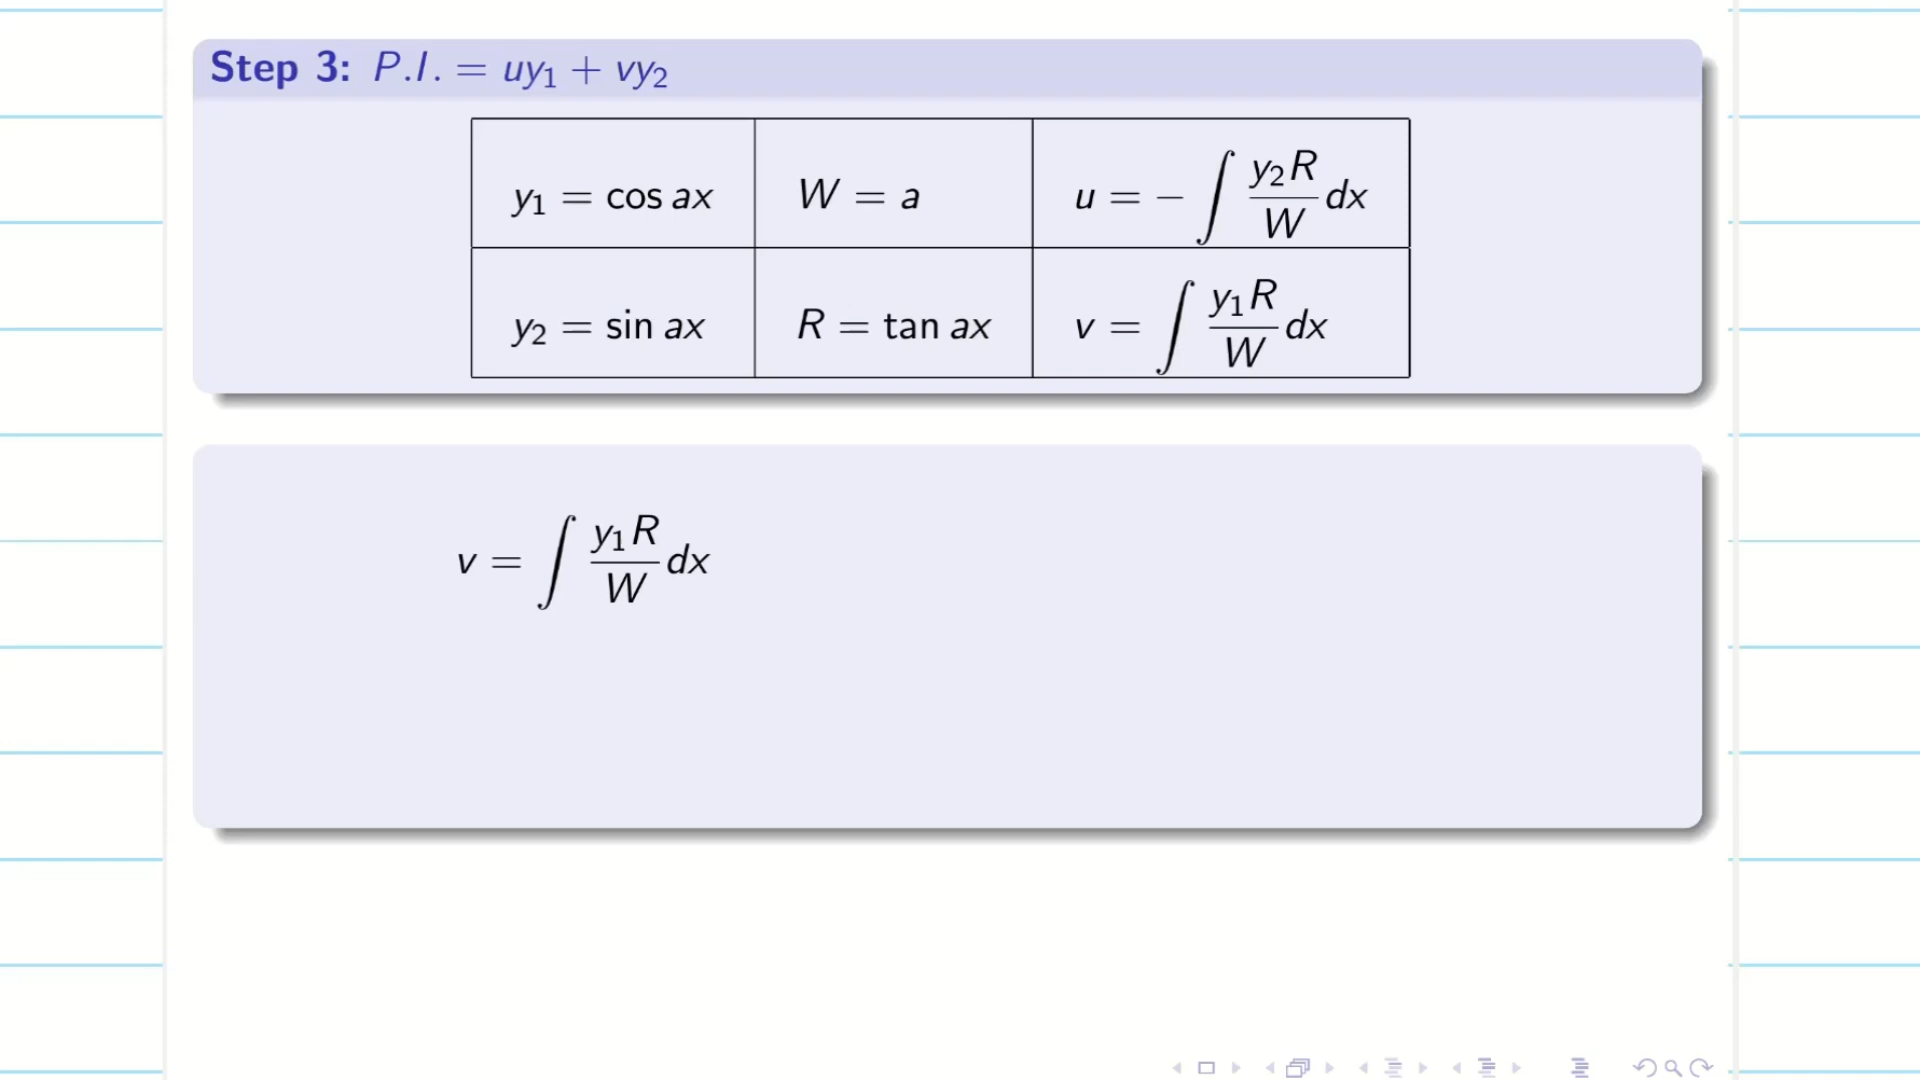 Step 3: P.I. = uy₁ + vy₂
y₁ = cos ax W = a u = −∫ y₂R/W dx
y₂ = sin ax R = tan ax v = ∫ y₁R/W dx
v = ∫ y₁R/W dx